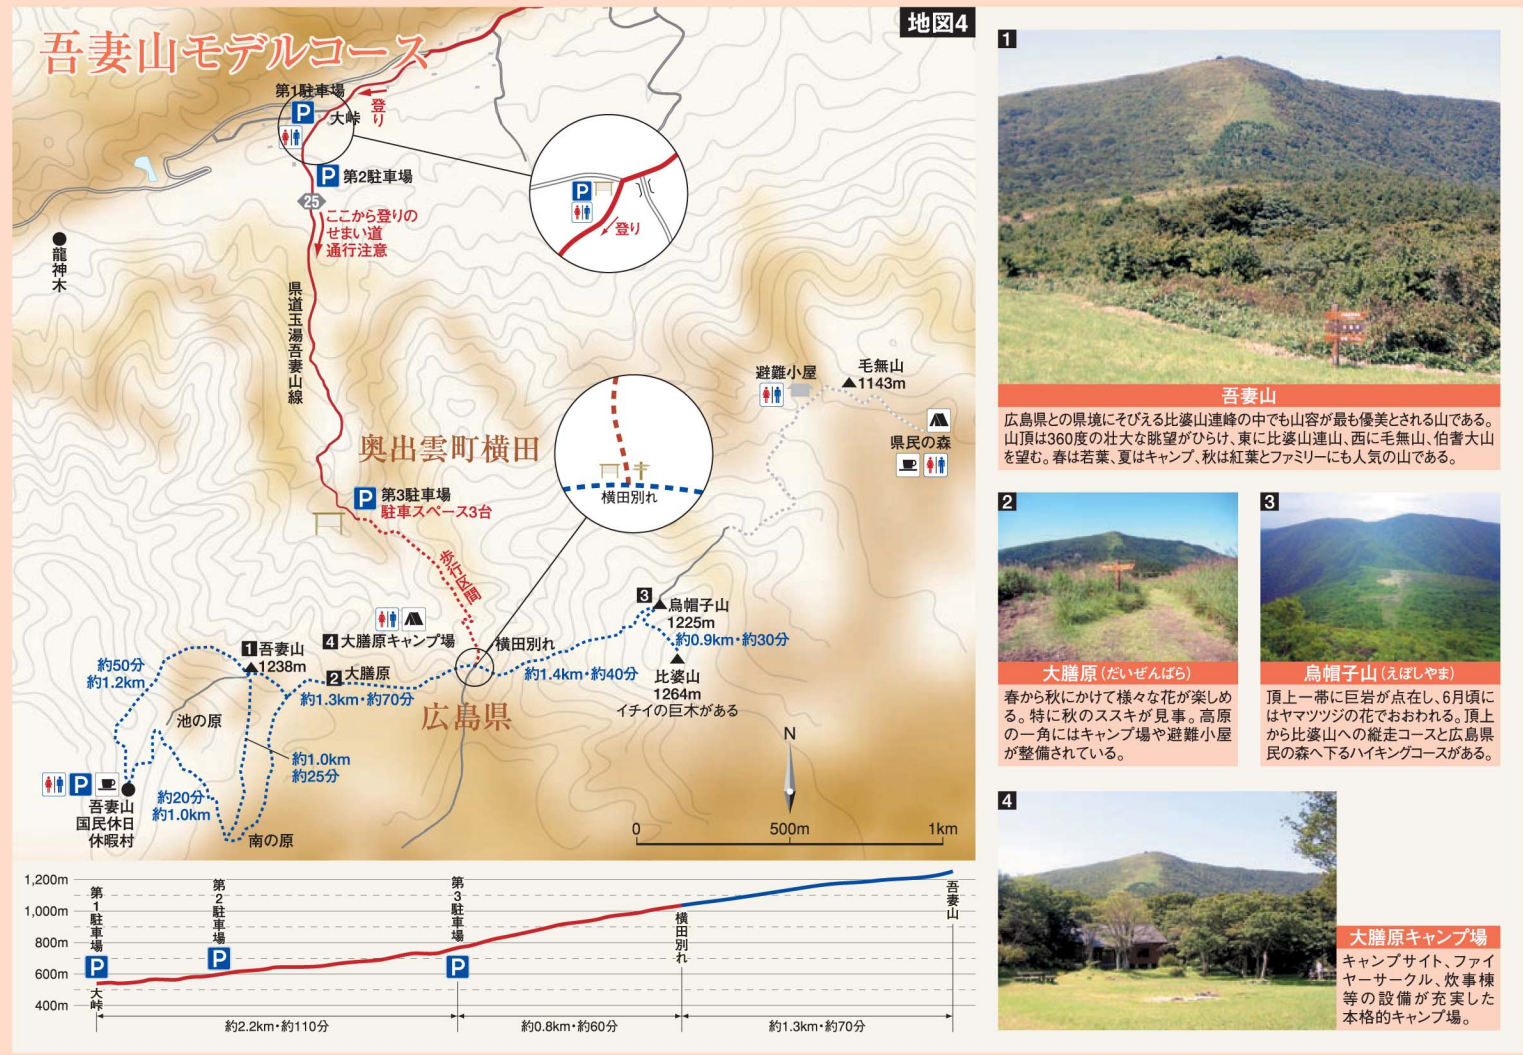 地図4
吾妻山モデルコース
第1駐車場
P
大峠
登り
P 第2駐車場
25
ここから登りの
せまい道
通行注意
P
登り
龍神木
県道玉湯吾妻山線
避難小屋
毛無山
1143m
県民の森
奥出雲町横田
横田別れ
P 第3駐車場
駐車スペース3台
歩行区間
3
烏帽子山
1225m
約0.9km・約30分
1 吾妻山
1238m
4 大膳原キャンプ場
横田別れ
約50分
約1.2km
2 大膳原
約1.3km・約70分
約1.4km・約40分
比婆山
1264m
イチイの巨木がある
広島県
池の原
約1.0km
約25分
N
P
吾妻山
国民休日
休暇村
約20分
約1.0km
南の原
0 500m 1km
1,200m
1,000m
800m
600m
400m
第1駐車場
P
大峠
第2駐車場
P
第3駐車場
P
横田別れ
吾妻山
約2.2km・約110分
約0.8km・約60分
約1.3km・約70分
1
吾妻山
広島県との県境にそびえる比婆山連峰の中でも山容が最も優美とされる山である。
山頂は360度の壮大な眺望がひらけ、東に比婆山連山、西に毛無山、伯耆大山
を望む。春は若葉、夏はキャンプ、秋は紅葉とファミリーにも人気の山である。
2
大膳原(だいぜんばら)
春から秋にかけて様々な花が楽しめ
る。特に秋のススキが見事。高原
の一角にはキャンプ場や避難小屋
が整備されている。
3
烏帽子山(えぼしやま)
頂上一帯に巨岩が点在し、6月頃に
はヤマツツジの花でおおわれる。頂上
から比婆山への縦走コースと広島県
民の森へ下るハイキングコースがある。
4
大膳原キャンプ場
キャンプサイト、ファイ
ヤーサークル、炊事棟
等の設備が充実した
本格的キャンプ場。